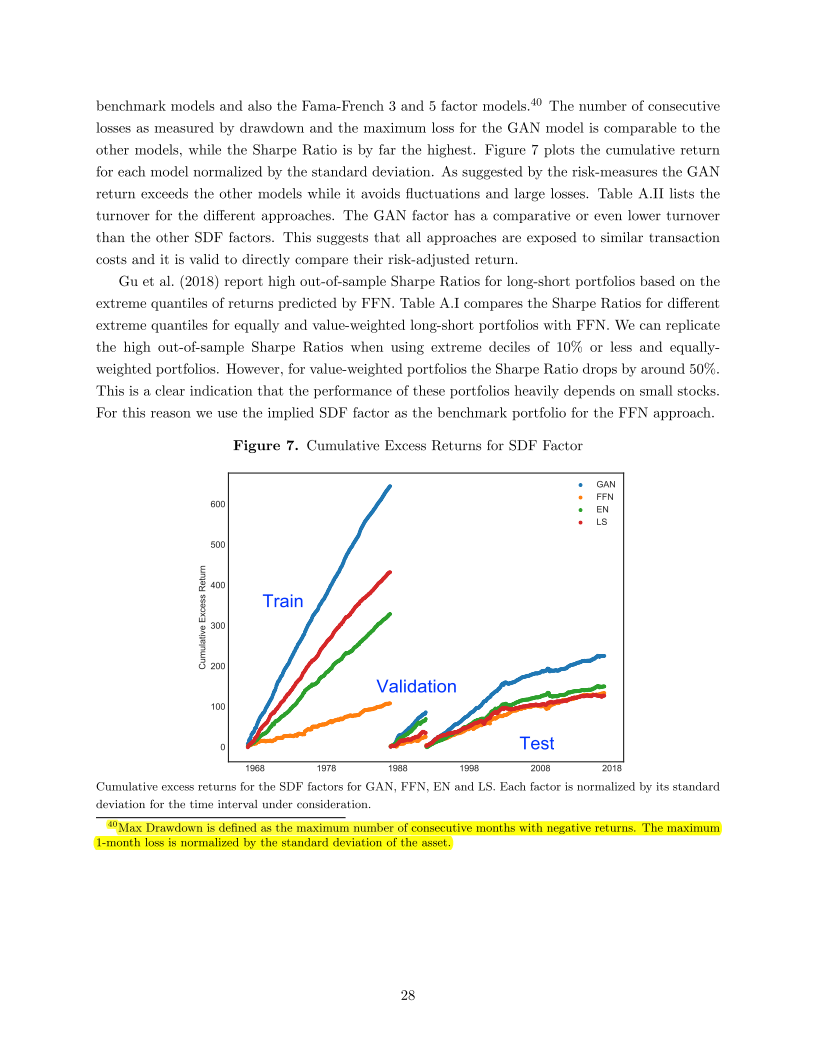 benchmark models and also the Fama-French 3 and 5 factor models.40 The number of consecutive
losses as measured by drawdown and the maximum loss for the GAN model is comparable to the
other models, while the Sharpe Ratio is by far the highest. Figure 7 plots the cumulative return
for each model normalized by the standard deviation. As suggested by the risk-measures the GAN
return exceeds the other models while it avoids fluctuations and large losses. Table A.II lists the
turnover for the different approaches. The GAN factor has a comparative or even lower turnover
than the other SDF factors. This suggests that all approaches are exposed to similar transaction
costs and it is valid to directly compare their risk-adjusted return.
Gu et al. (2018) report high out-of-sample Sharpe Ratios for long-short portfolios based on the
extreme quantiles of returns predicted by FFN. Table A.I compares the Sharpe Ratios for different
extreme quantiles for equally and value-weighted long-short portfolios with FFN. We can replicate
the high out-of-sample Sharpe Ratios when using extreme deciles of 10% or less and equally-
weighted portfolios. However, for value-weighted portfolios the Sharpe Ratio drops by around 50%.
This is a clear indication that the performance of these portfolios heavily depends on small stocks.
For this reason we use the implied SDF factor as the benchmark portfolio for the FFN approach.
Figure 7. Cumulative Excess Returns for SDF Factor
GAN
FFN
EN
LS
600
500
400
300
200
100
0
Cumulative Excess Return
Train
Validation
Test
1968 1978 1988 1998 2008 2018
Cumulative excess returns for the SDF factors for GAN, FFN, EN and LS. Each factor is normalized by its standard
deviation for the time interval under consideration.
40Max Drawdown is defined as the maximum number of consecutive months with negative returns. The maximum
1-month loss is normalized by the standard deviation of the asset.
28